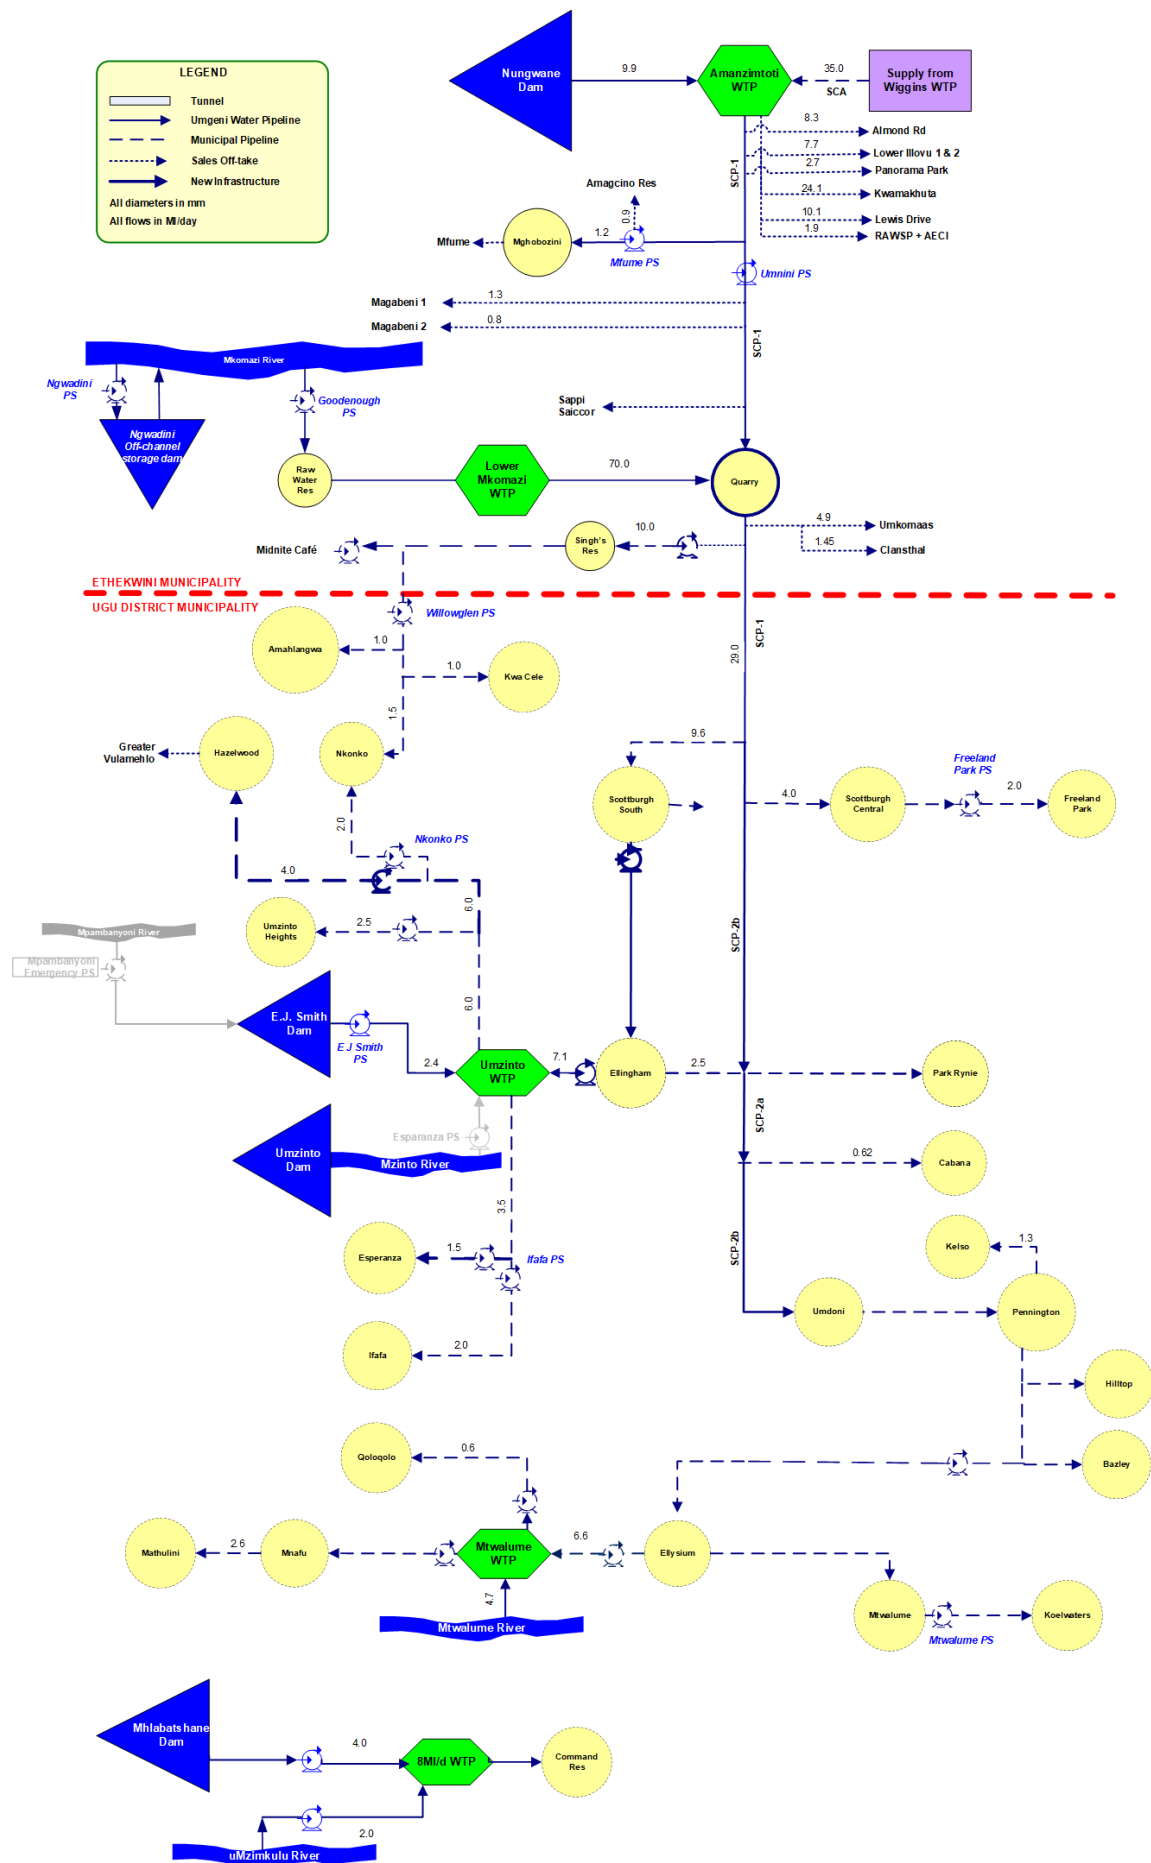 LEGEND
Tunnel
Umgeni Water Pipeline
Municipal Pipeline
Sales Off-take
New Infrastructure
All diameters in mm
All flows in Ml/day
Nungwane
Dam
9.9
Amanzimtoti
WTP
35.0
SCA
Supply from
Wiggins WTP
8.3
Almond Rd
7.7
Lower Illovu 1 & 2
2.7
Panorama Park
SCP-1
24.1
Kwamakhuta
10.1
Lewis Drive
1.9
RAWSP + AECI
Amagcino Res
0.9
Mfume
Mghobozini
1.2
Mfume PS
Umnini PS
Magabeni 1
1.3
Magabeni 2
0.8
SCP-1
Mkomazi River
Ngwadini
PS
Goodenough
PS
Sappi
Saiccor
Ngwadini
Off-channel
storage dam
Raw
Water
Res
Lower
Mkomazi
WTP
70.0
Quarry
4.9
Umkomaas
1.45
Clansthal
Midnite Café
Singh's
Res
10.0
ETHEKWINI MUNICIPALITY
UGU DISTRICT MUNICIPALITY
Willowglen PS
SCP-1
29.0
Amahlangwa
1.0
1.0
Kwa Cele
1.5
Greater
Vulamehlo
Hazelwood
Nkonko
9.6
Scottburgh
South
4.0
Scottburgh
Central
Freeland
Park PS
2.0
Freeland
Park
2.0
Nkonko PS
4.0
6.0
Umzinto
Heights
2.5
SCP-2b
Mpambanyoni River
Mpambanyoni
Emergency PS
6.0
E.J. Smith
Dam
E J Smith
PS
2.4
Umzinto
WTP
7.1
Ellingham
2.5
Park Rynie
SCP-2a
Esparanza PS
Umzinto
Dam
Mzinto River
0.62
Cabana
3.5
SCP-2b
Esperanza
1.5
Ifafa PS
Kelso
1.3
Umdoni
Pennington
Ifafa
2.0
Hilltop
Qoloqolo
0.6
Bazley
Mathulini
2.6
Mnafu
Mtwalume
WTP
6.6
Ellysium
4.7
Mtwalume River
Mtwalume
Mtwalume PS
Koelwaters
Mhlabatshane
Dam
4.0
8Ml/d WTP
Command
Res
2.0
uMzimkulu River